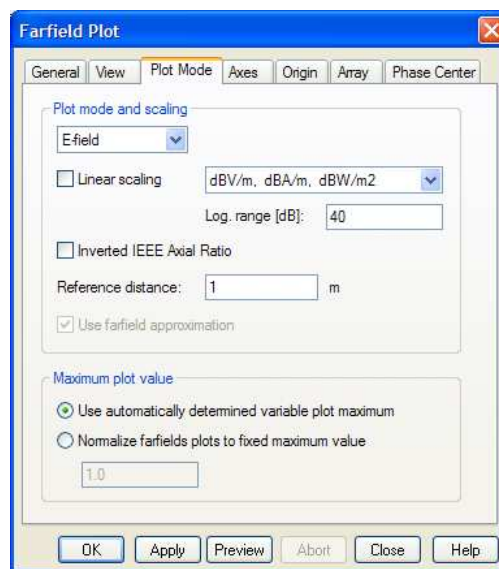 Farfield Plot
General View Plot Mode Axes Origin Array Phase Center
Plot mode and scaling
E-field
Linear scaling dBV/m, dBA/m, dBW/m2
Log. range [dB]: 40
Inverted IEEE Axial Ratio
Reference distance: 1 m
Use farfield approximation
Maximum plot value
Use automatically determined variable plot maximum
Normalize farfields plots to fixed maximum value
1.0
OK Apply Preview Abort Close Help